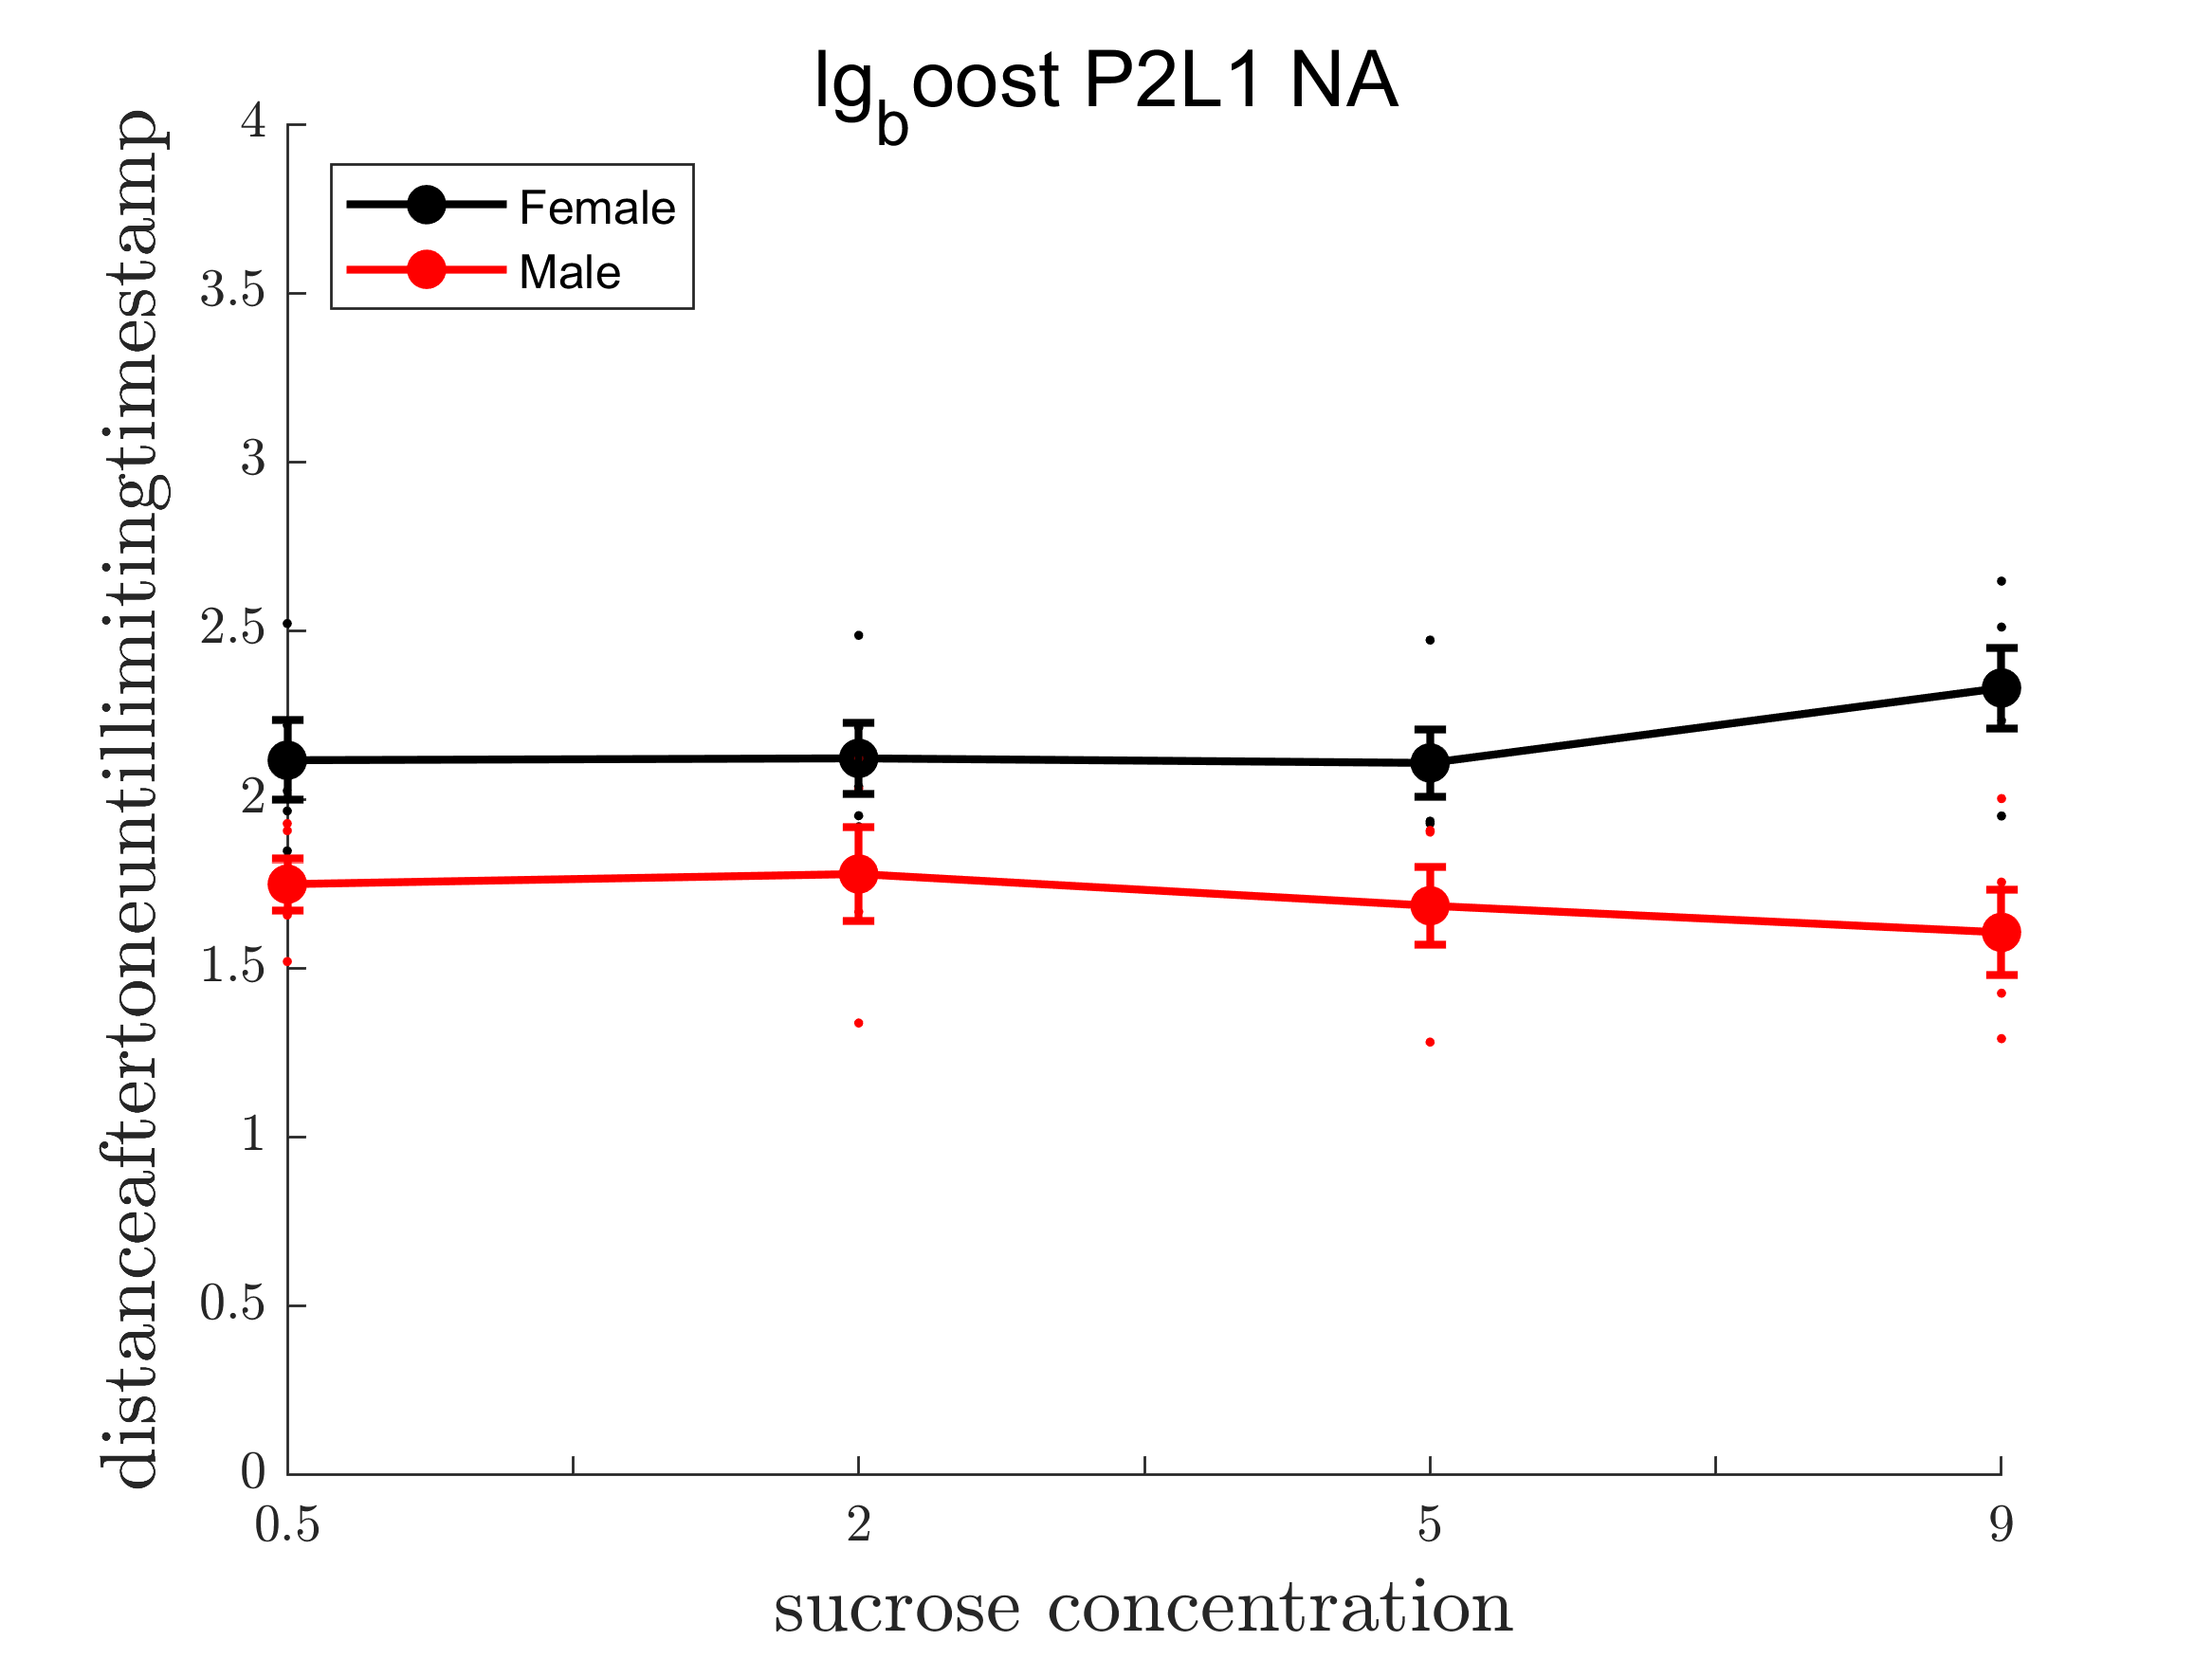 lg_boost P2L1 NA
distanceaftertoneuntillimitingtimestamp
4
3.5
3
2.5
2
1.5
1
0.5
0
Female
Male
0.5 2 5 9
sucrose concentration